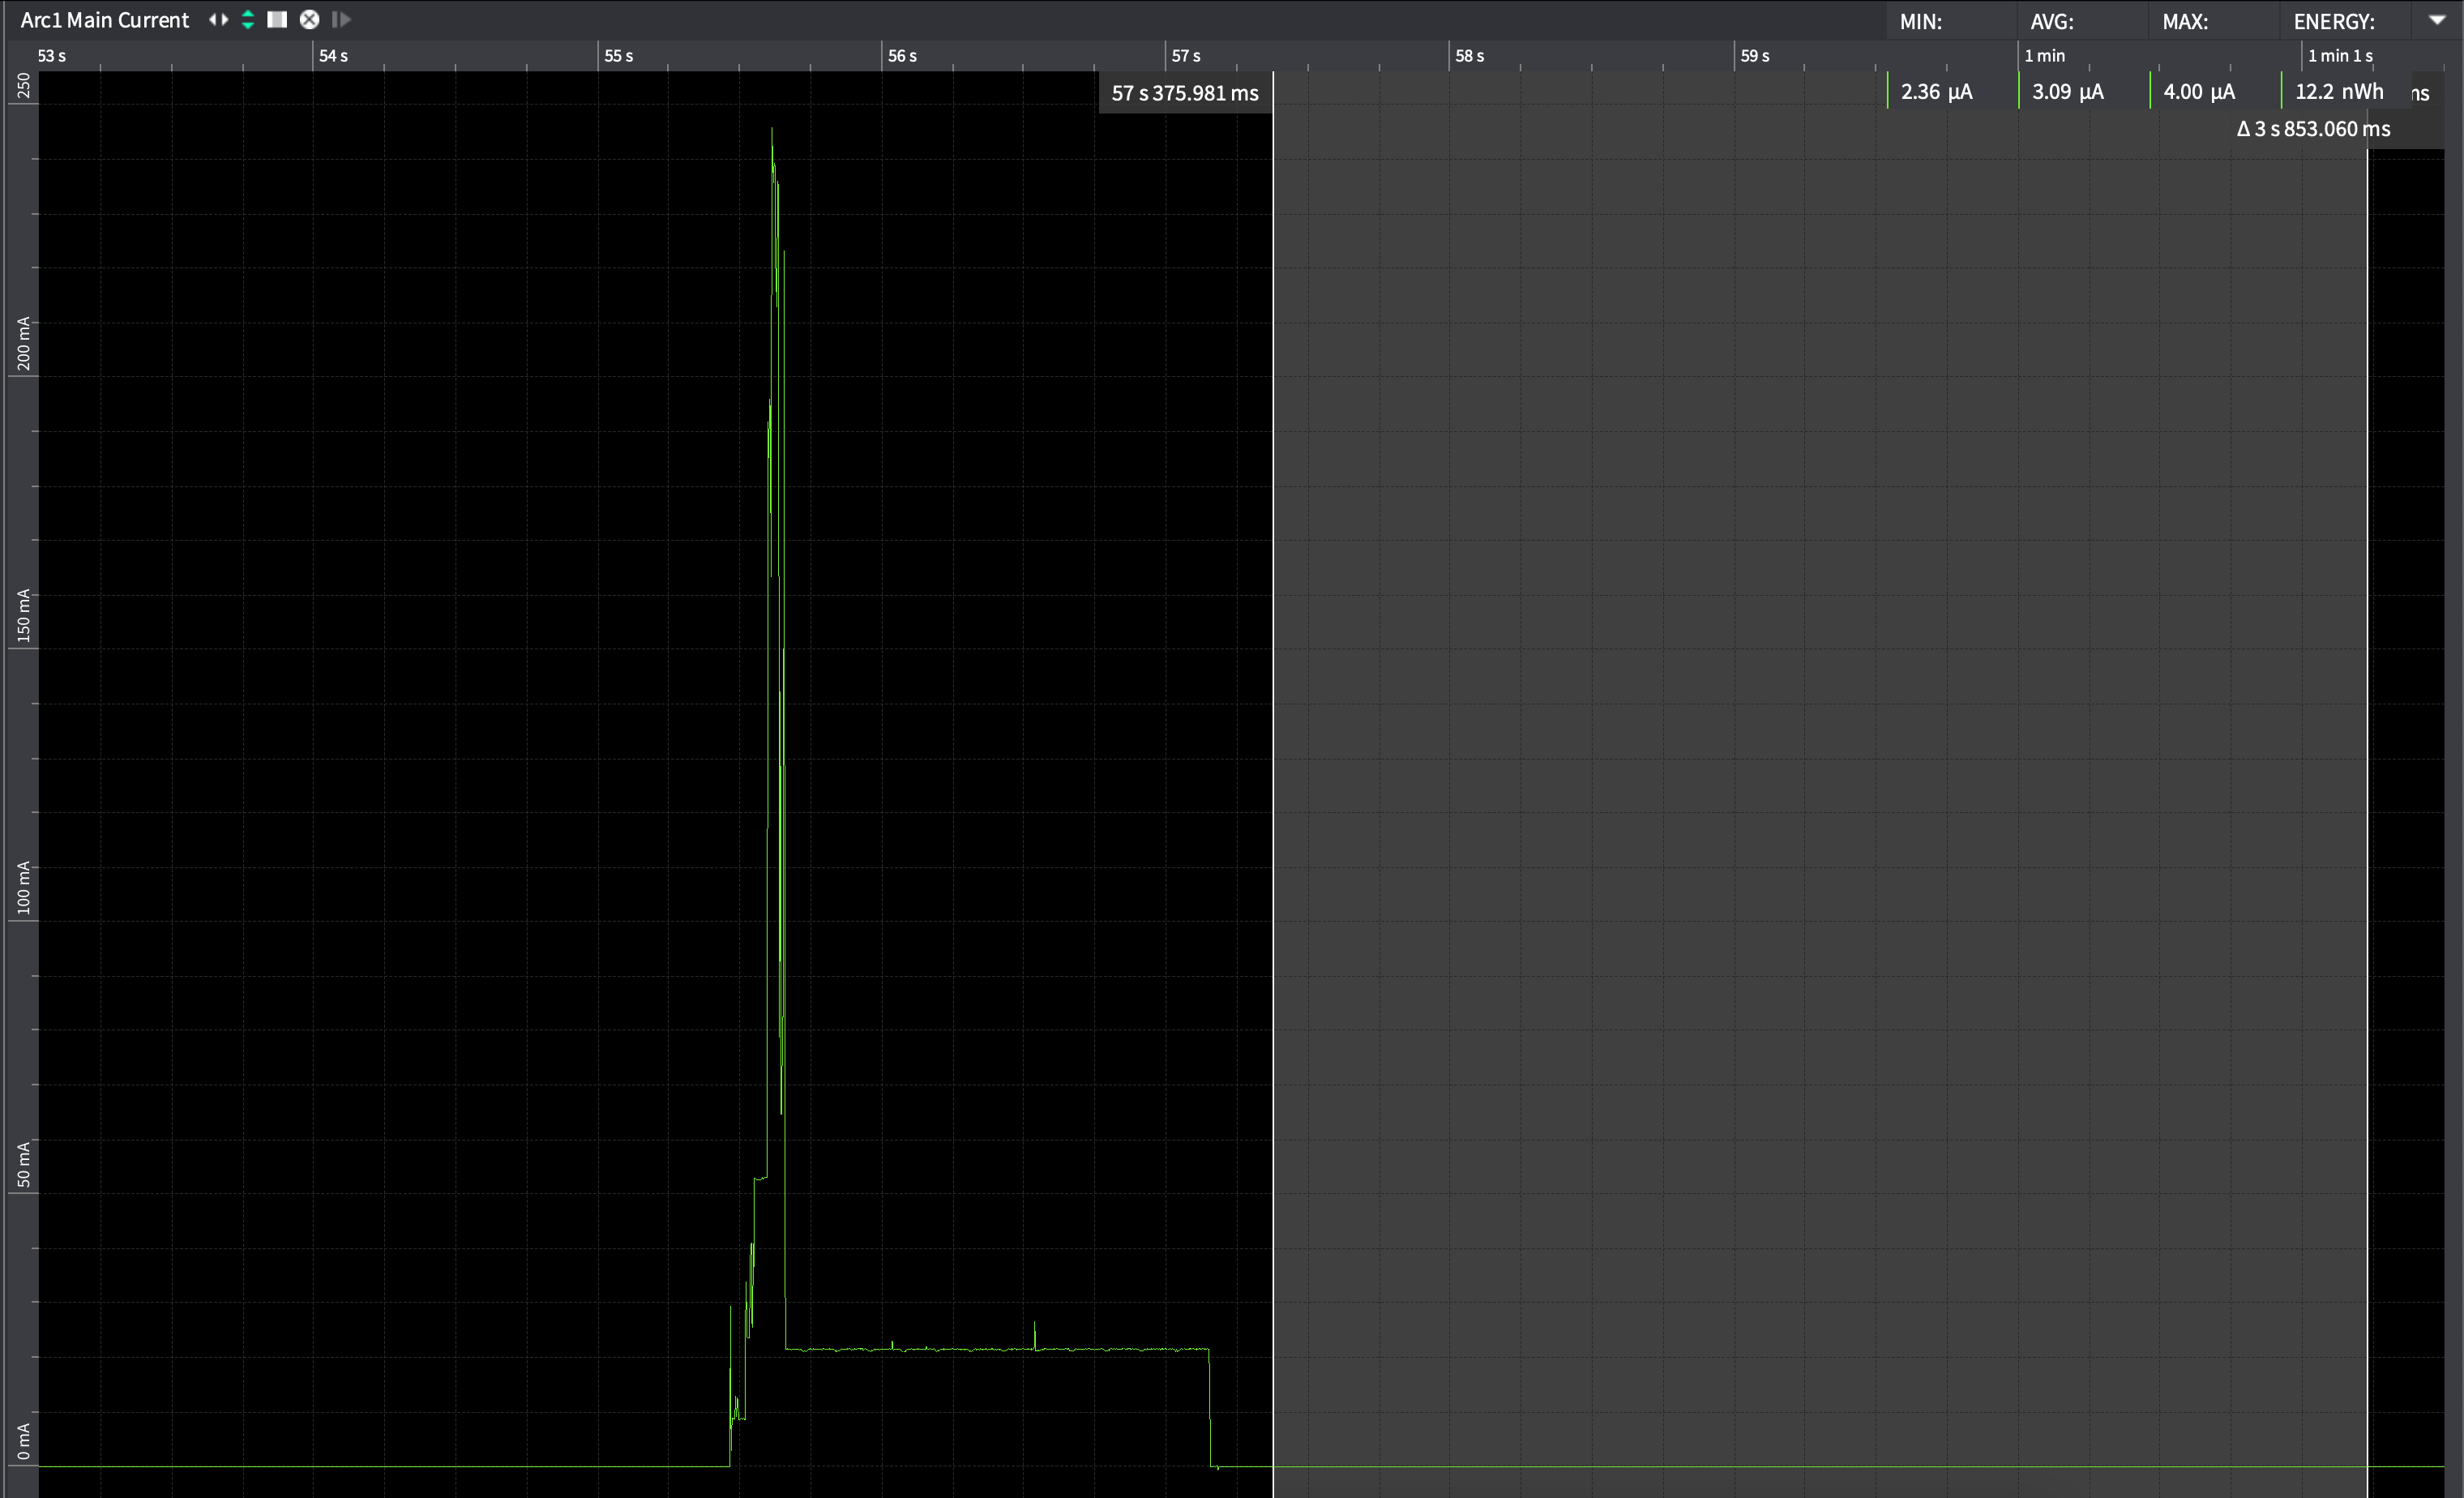 Arc1 Main Current
MIN: AVG: MAX: ENERGY:
53 s 54 s 55 s 56 s 57 s 58 s 59 s 1 min 1 min 1 s
57 s 375.981 ms
2.36 µA 3.09 µA 4.00 µA 12.2 nWh
Δ 3 s 853.060 ms
250
200 mA
150 mA
100 mA
50 mA
0 mA